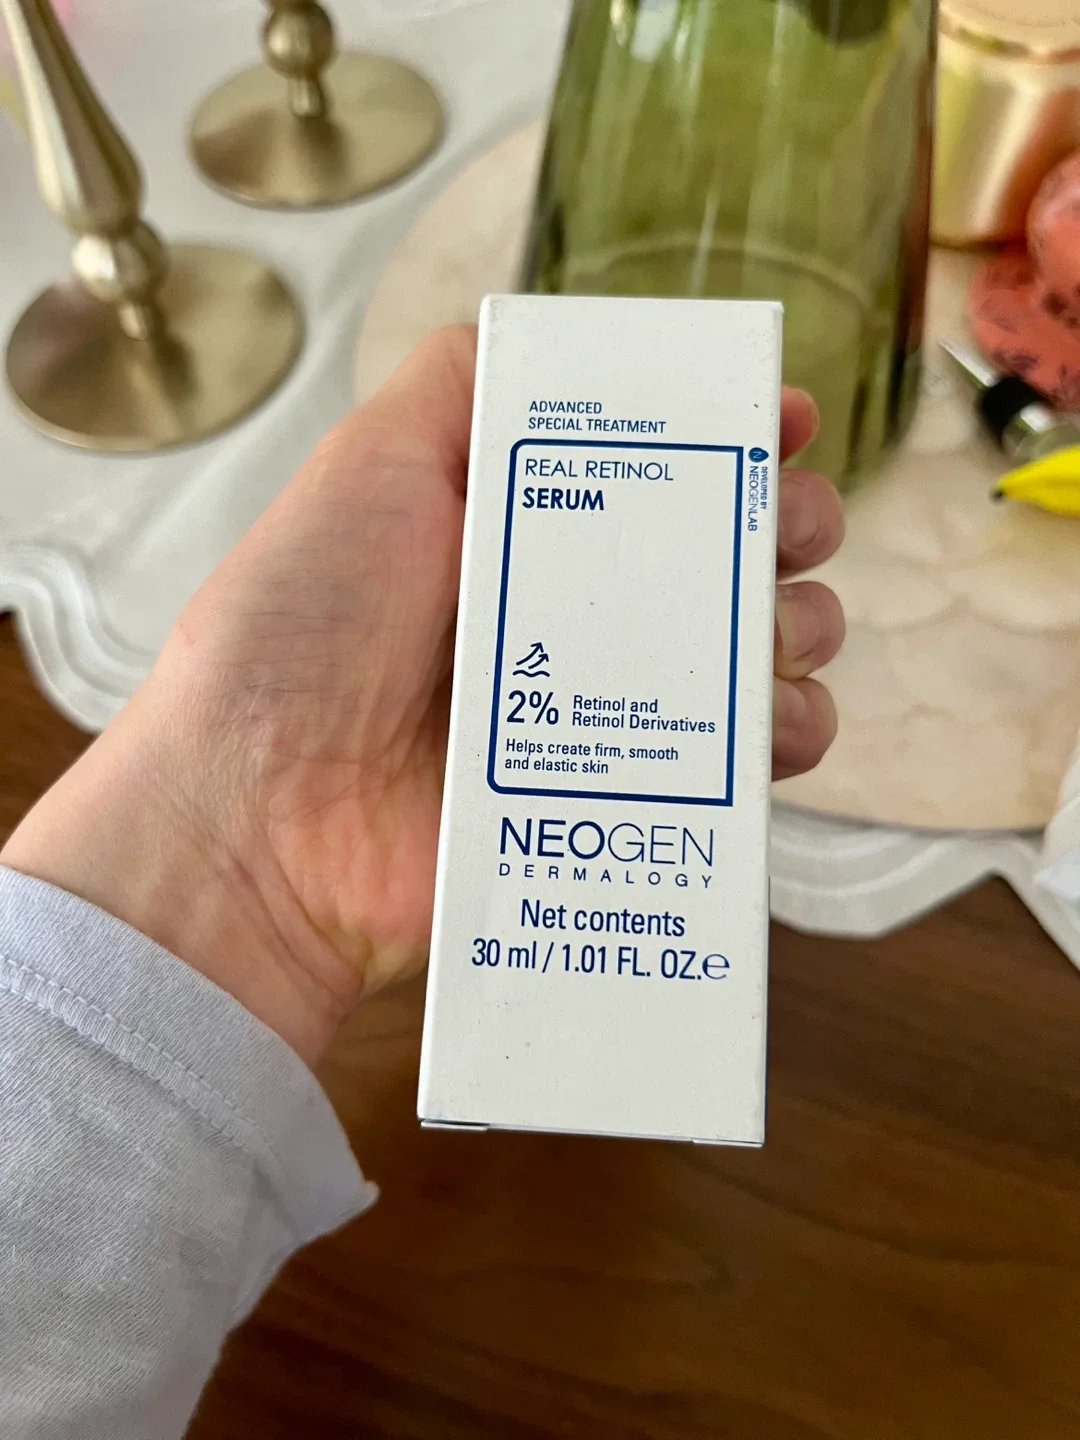 ADVANCED
SPECIAL TREATMENT
REAL RETINOL
SERUM
N
DEVELOPED BY
NEOGENLAB
2%
Retinol and
Retinol Derivatives
Helps create firm, smooth
and elastic skin
NEOGEN
DERMALOGY
Net contents
30 ml / 1.01 FL. OZ.℮